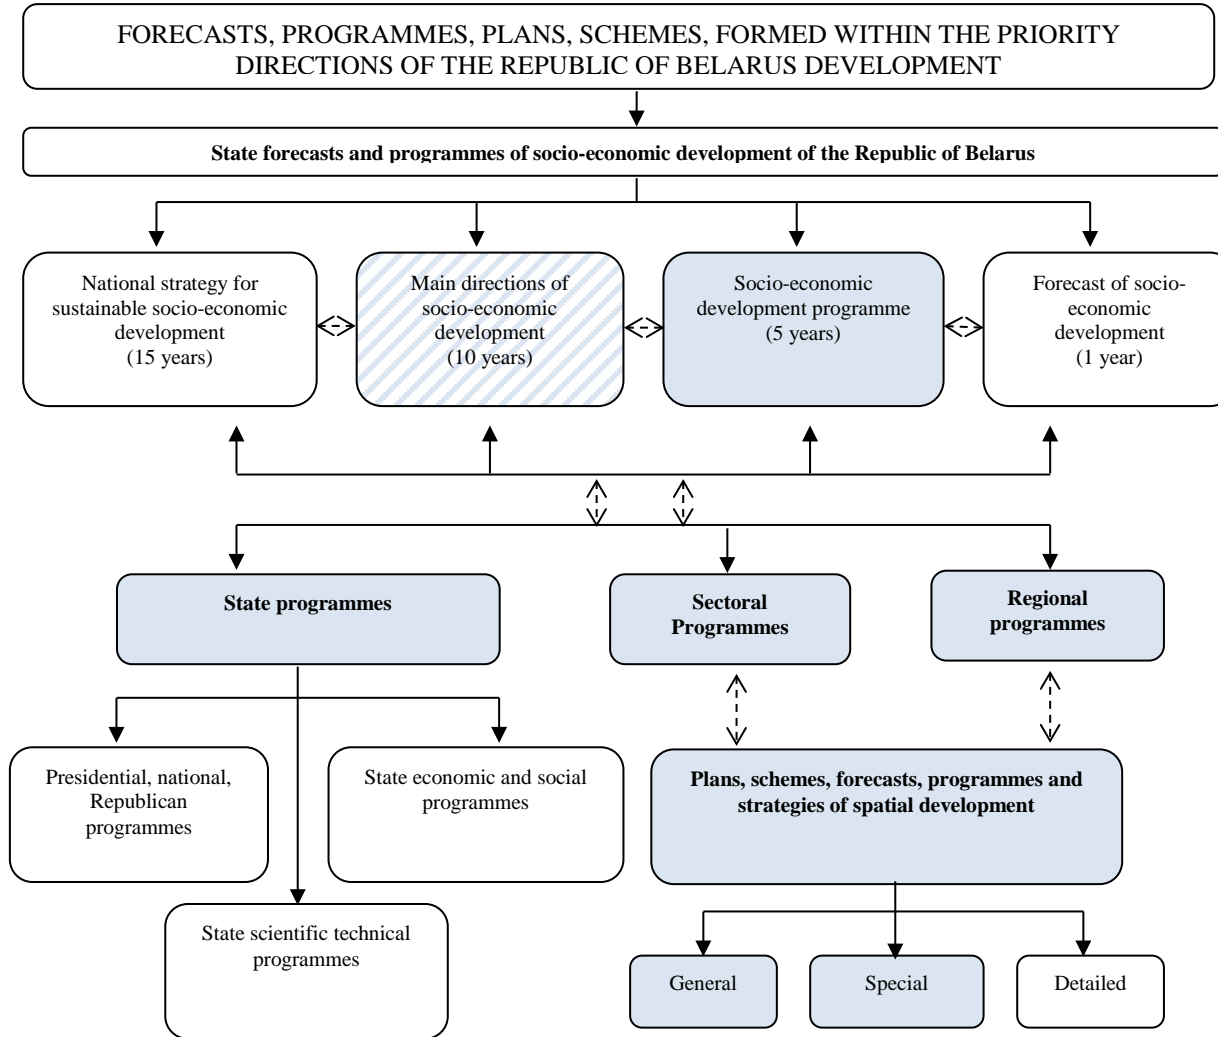 FORECASTS, PROGRAMMES, PLANS, SCHEMES, FORMED WITHIN THE PRIORITY
DIRECTIONS OF THE REPUBLIC OF BELARUS DEVELOPMENT
State forecasts and programmes of socio-economic development of the Republic of Belarus
National strategy for
sustainable socio-economic
development
(15 years)
Main directions of
socio-economic
development
(10 years)
Socio-economic
development programme
(5 years)
Forecast of socio-
economic
development
(1 year)
State programmes
Sectoral
Programmes
Regional
programmes
Presidential, national,
Republican
programmes
State economic and social
programmes
State scientific technical
programmes
Plans, schemes, forecasts, programmes and
strategies of spatial development
General
Special
Detailed